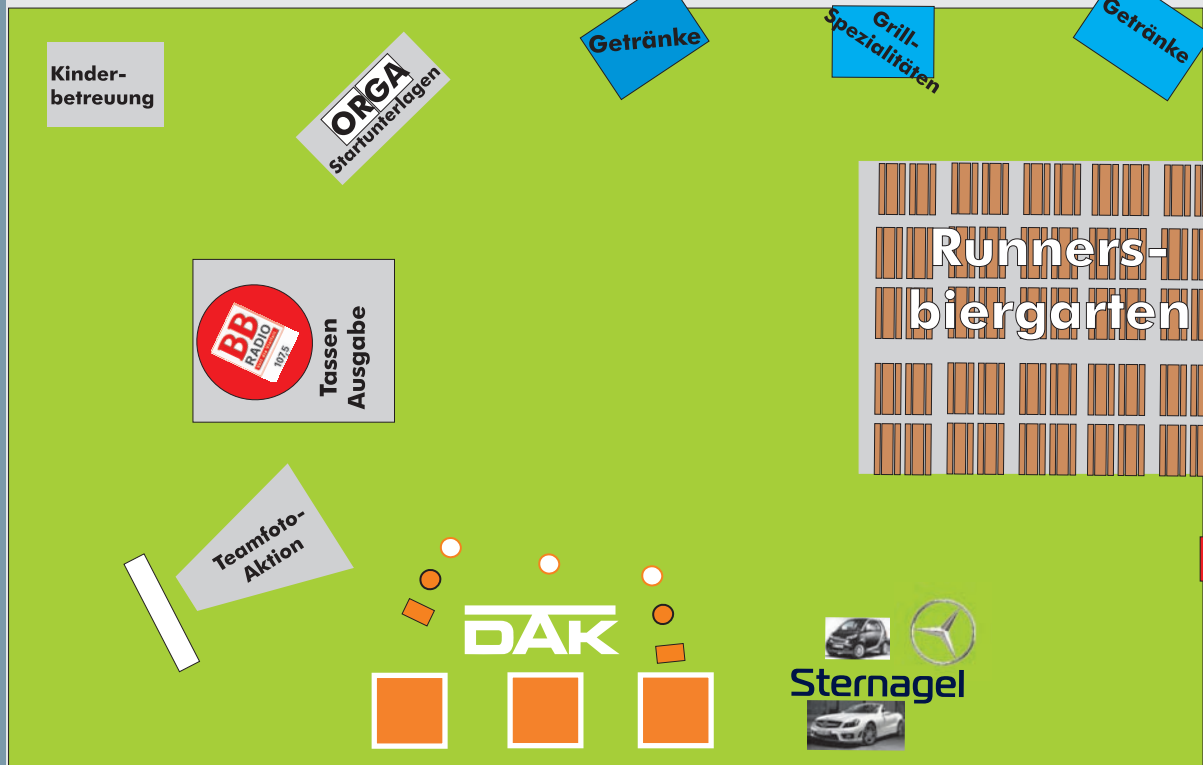 Kinder-
betreuung
ORGA
Startunterlagen
Getränke
Grill-
Spezialitäten
Getränke
Runners-
biergarten
BB
RADIO
107.5
Tassen
Ausgabe
Teamfoto-
Aktion
DAK
Sternagel